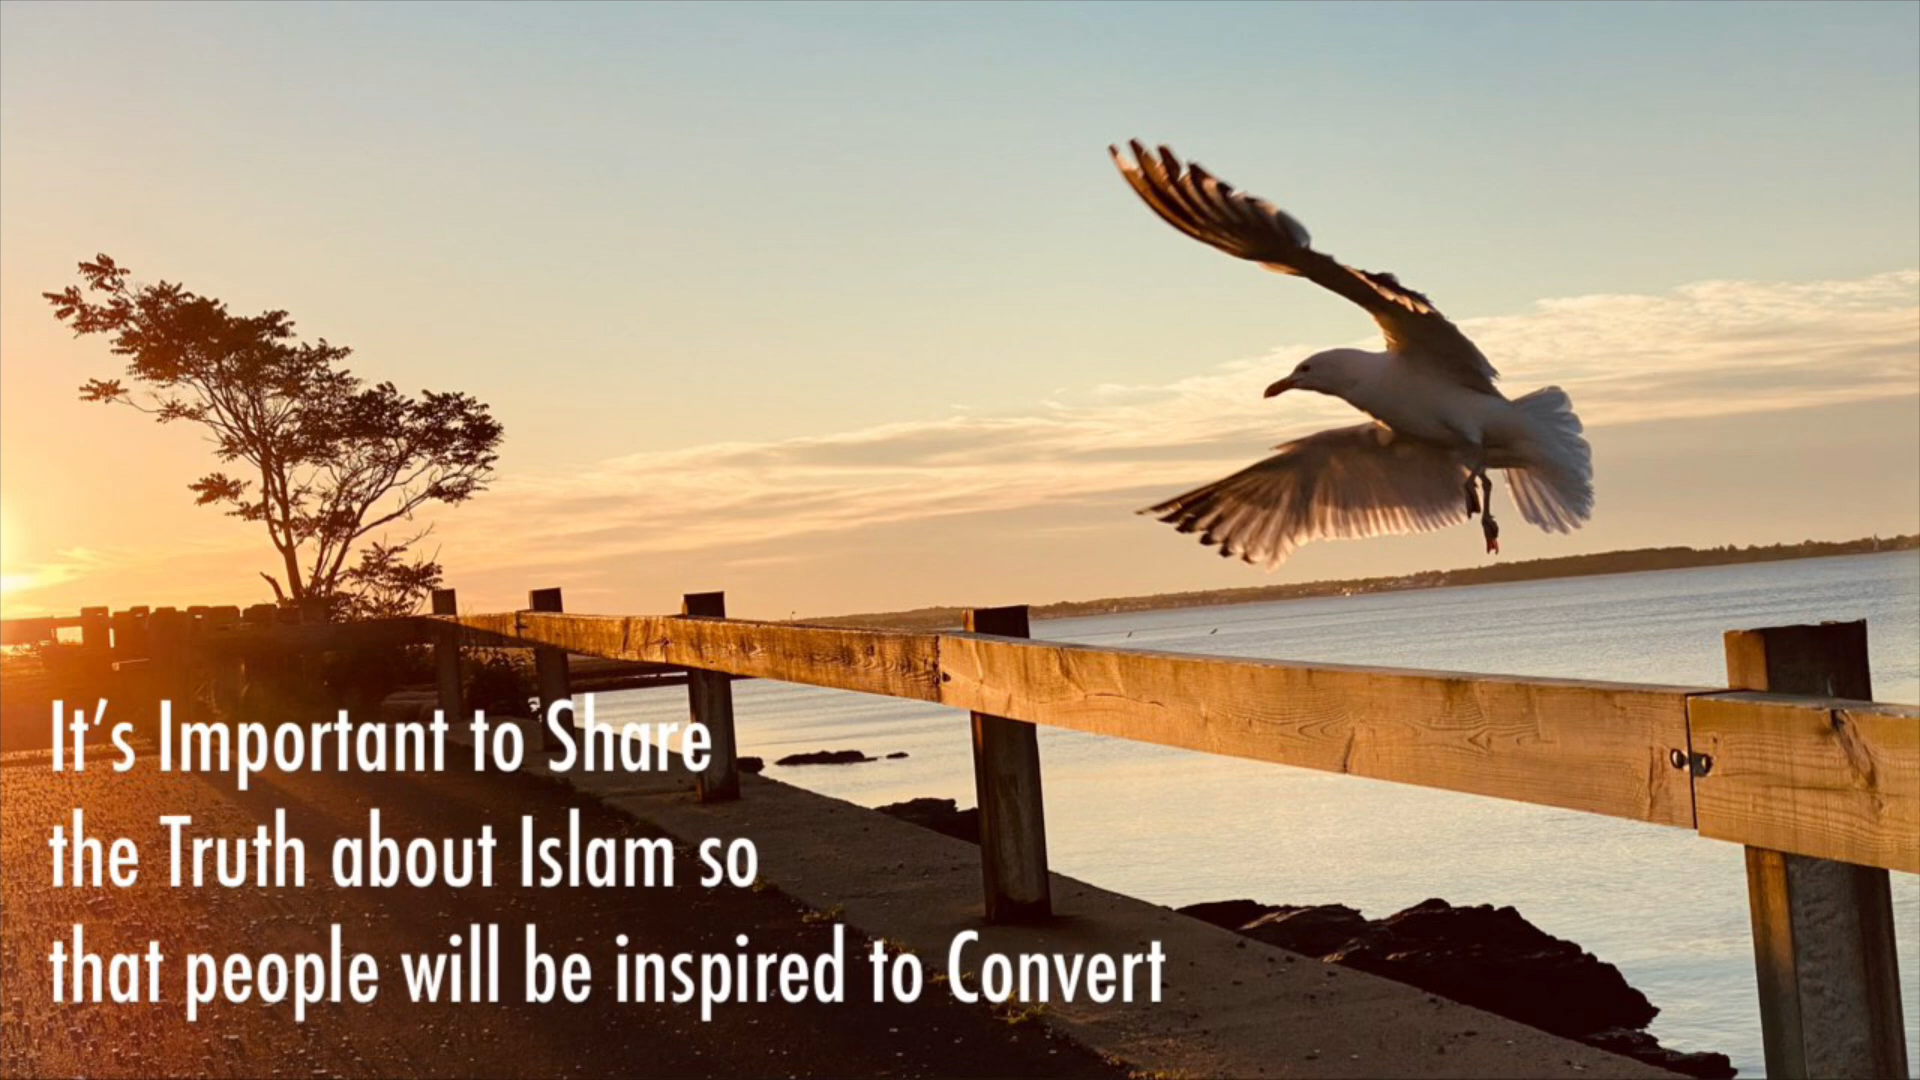 It’s Important to Share
the Truth about Islam so
that people will be inspired to Convert